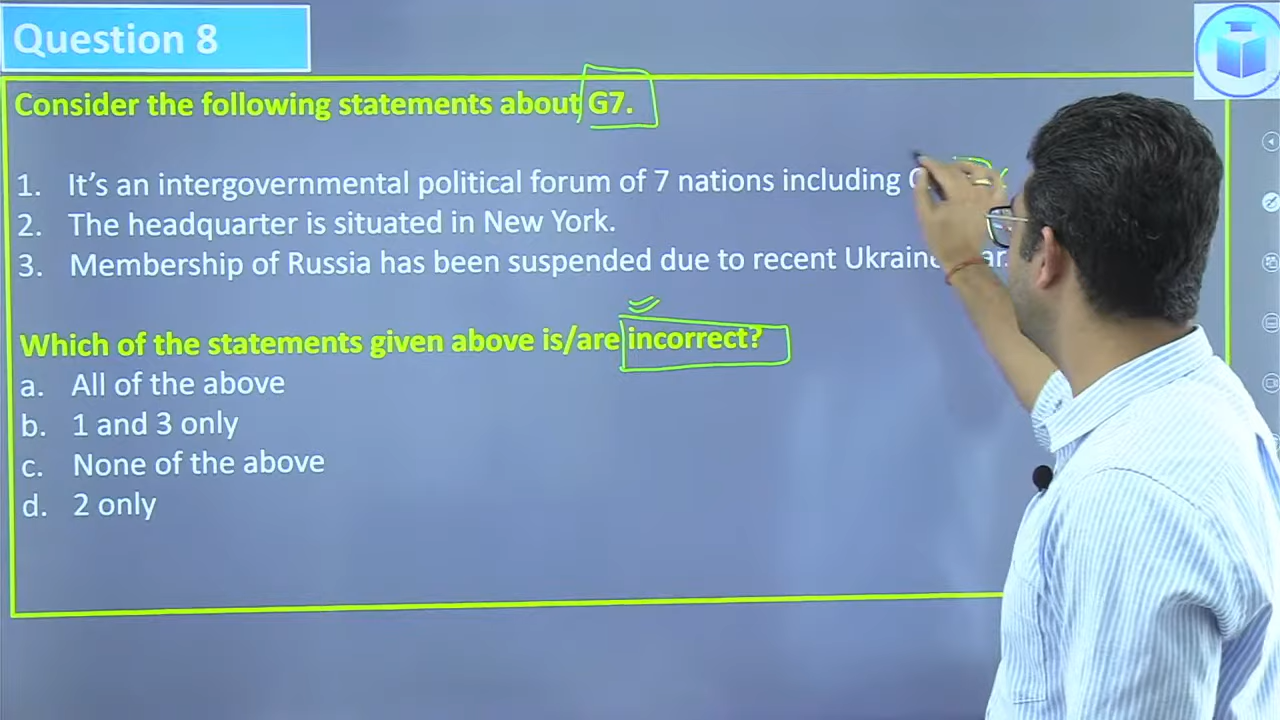 Question 8
Consider the following statements about G7.
1. It's an intergovernmental political forum of 7 nations including
2. The headquarter is situated in New York.
3. Membership of Russia has been suspended due to recent Ukraine
Which of the statements given above is/are incorrect?
a. All of the above
b. 1 and 3 only
c. None of the above
d. 2 only